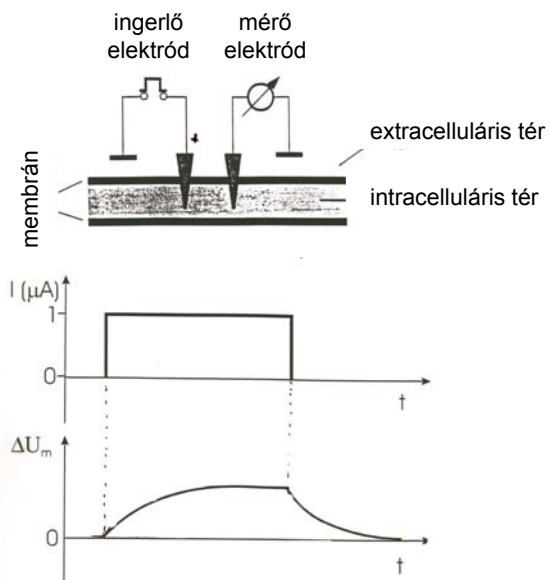 ingerlő
elektród
mérő
elektród
+
extracelluláris tér
intracelluláris tér
membrán
I (µA)
1
0
t
ΔUm
0
t